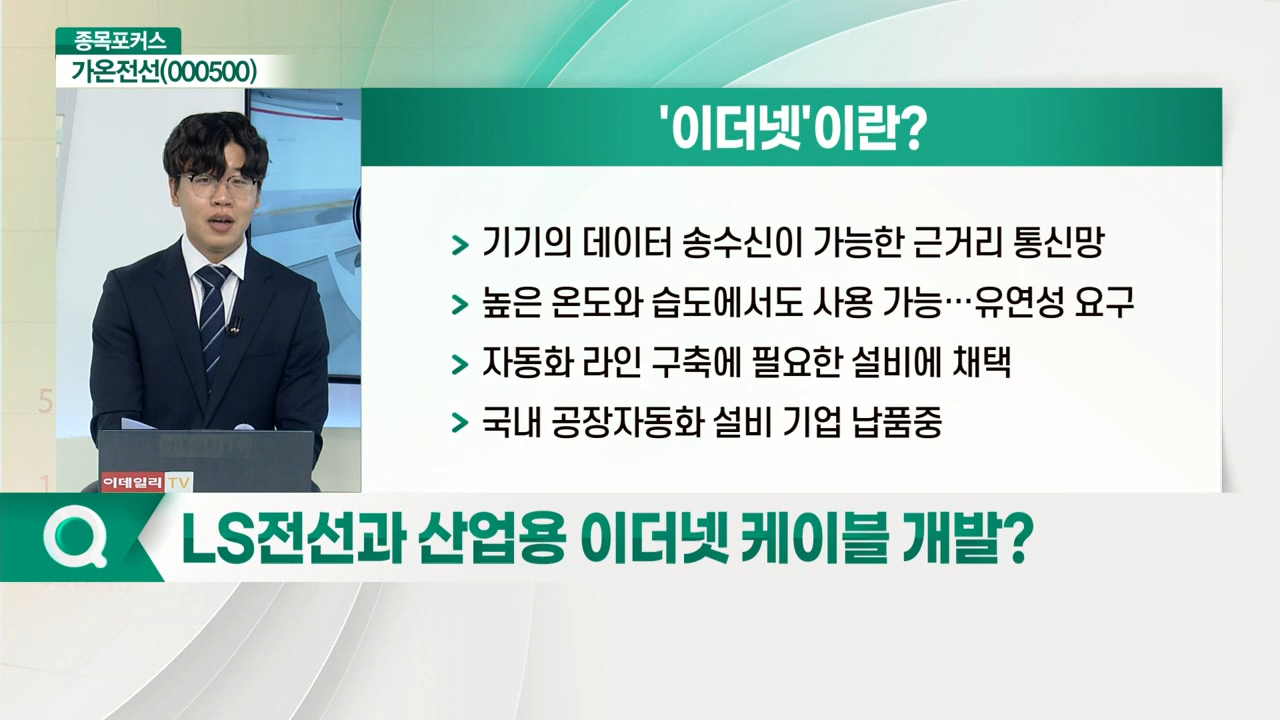 종목포커스
가온전선(000500)
'이더넷'이란?
> 기기의 데이터 송수신이 가능한 근거리 통신망
> 높은 온도와 습도에서도 사용 가능…유연성 요구
> 자동화 라인 구축에 필요한 설비에 채택
> 국내 공장자동화 설비 기업 납품중
이데일리TV
Q LS전선과 산업용 이더넷 케이블 개발?